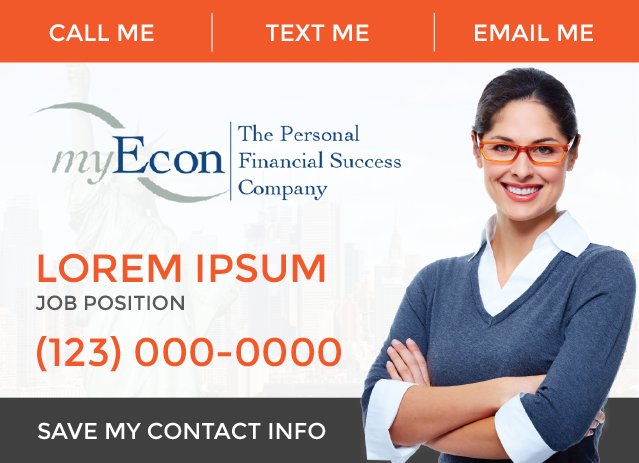 CALL ME
TEXT ME
EMAIL ME
myEcon
The Personal
Financial Success
Company
LOREM IPSUM
JOB POSITION
(123) 000-0000
SAVE MY CONTACT INFO